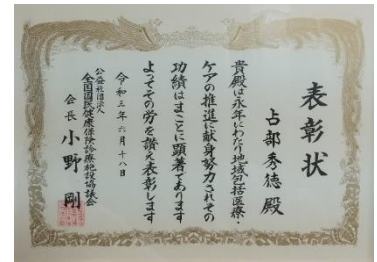 表彰状
占部秀徳 殿
貴殿は永年にわたり地域包括医療・
ケアの推進に献身努力されその
功績はまことに顕著であります
よってその労を讃え表彰します
令和三年六月十八日
公益社団法人
全国国民健康保険診療施設協議会
会長 小野 剛